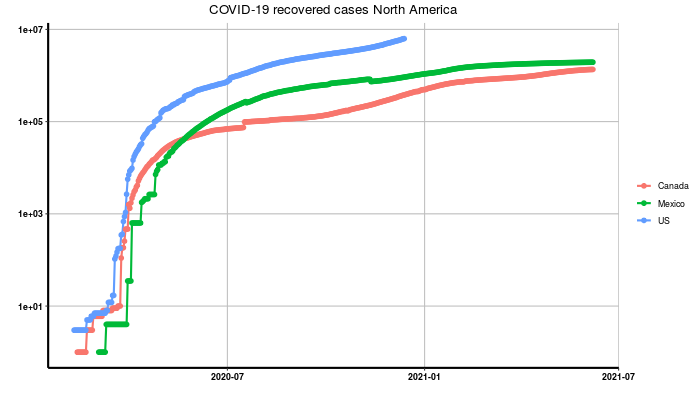 COVID-19 recovered cases North America
1e+07
1e+05
1e+03
1e+01
2020-07
2021-01
2021-07
Canada
Mexico
US